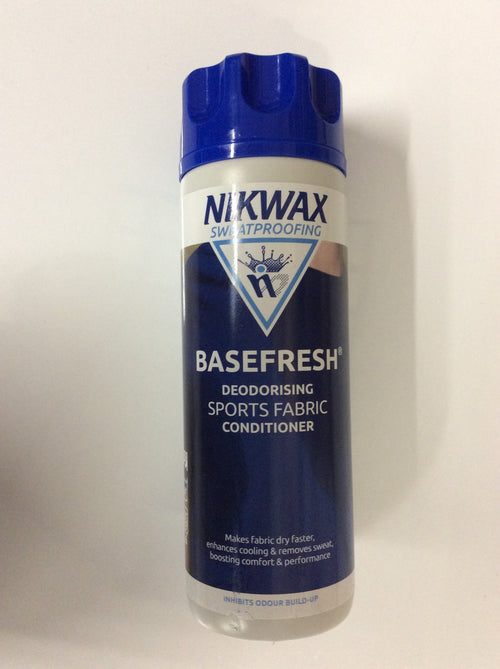 NIKWAX
SWEATPROOFING
BASEFRESH®
DEODORISING
SPORTS FABRIC
CONDITIONER
Makes fabric dry faster,
enhances cooling & removes sweat,
boosting comfort & performance
INHIBITS ODOUR BUILD-UP